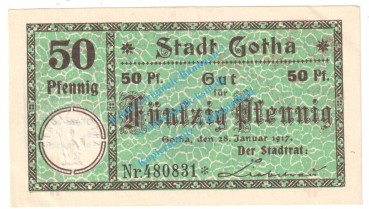 50
Pfennig
* Stadt Gotha *
50 Pf. Gut 50 Pf.
für
Fünfzig Pfennig
Gotha, den 28. Januar 1917.
Der Stadtrat:
Nr. 480831 *